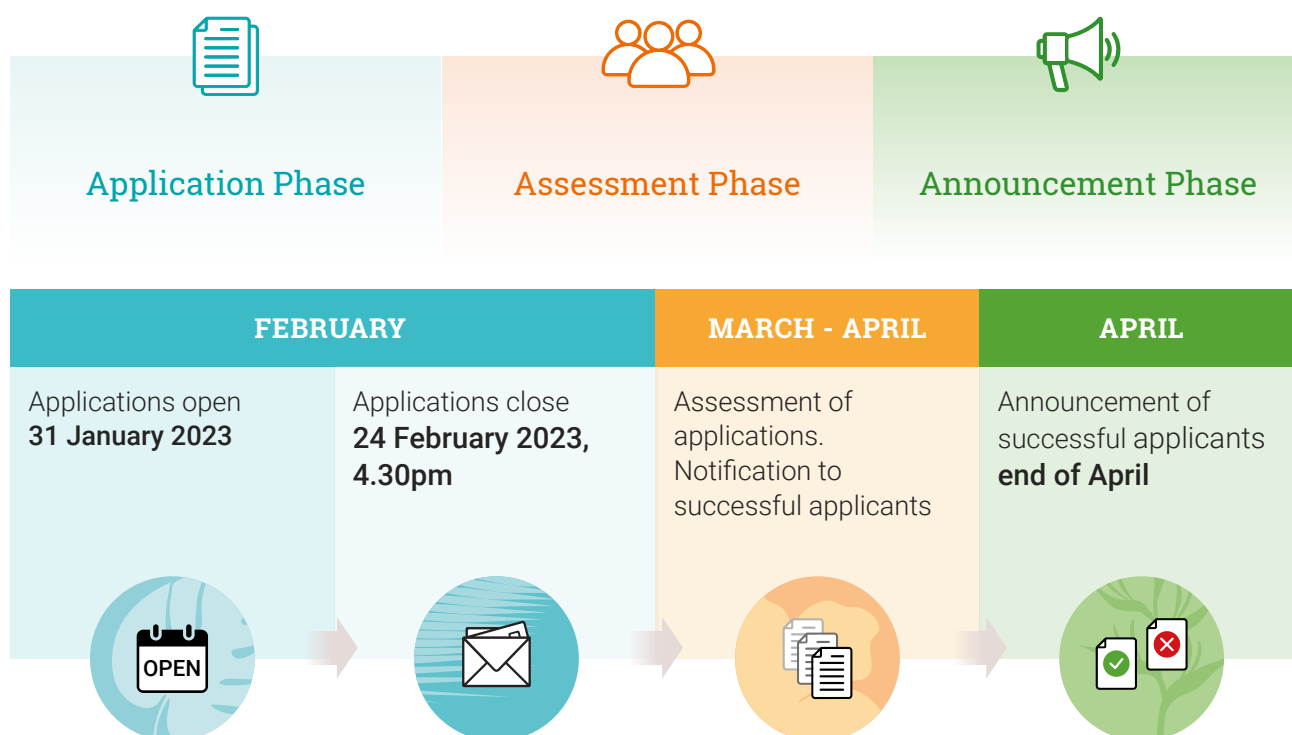 Application Phase
Assessment Phase
Announcement Phase
FEBRUARY
MARCH - APRIL
APRIL
Applications open
31 January 2023
Applications close
24 February 2023,
4.30pm
Assessment of
applications.
Notification to
successful applicants
Announcement of
successful applicants
end of April
OPEN